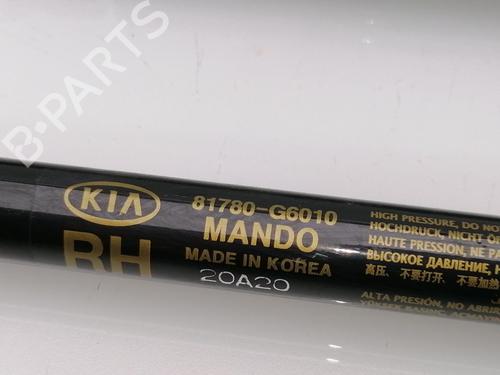 B-PARTS
KIA
RH
81780-G6010
MANDO
MADE IN KOREA
20A20
HIGH PRESSURE, DO NO
HOCHDRUCK, NICHT Ö
HAUTE PRESSION, NE PA
ВЫСОКОЕ ДАВЛЕНИЕ, Н
高压, 不要打开, 不要加热
ALTA PRESIÓN, NO ABRIR